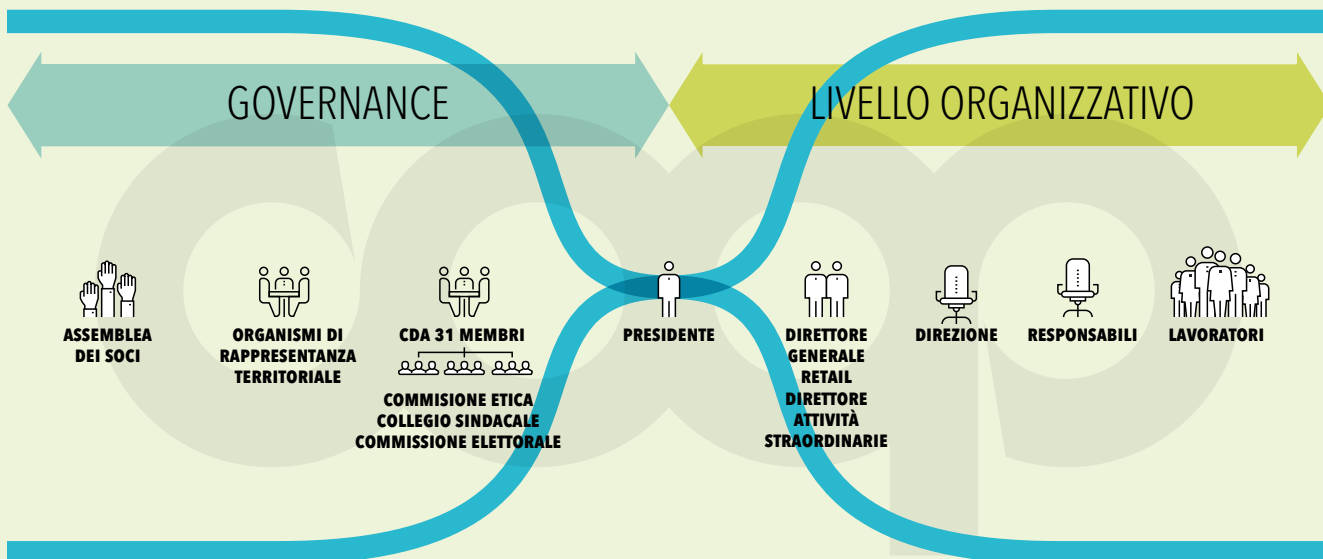 GOVERNANCE
LIVELLO ORGANIZZATIVO
coop
ASSEMBLEA
DEI SOCI
ORGANISMI DI
RAPPRESENTANZA
TERRITORIALE
CDA 31 MEMBRI
COMMISIONE ETICA
COLLEGIO SINDACALE
COMMISSIONE ELETTORALE
PRESIDENTE
DIRETTORE
GENERALE
RETAIL
DIRETTORE
ATTIVITÀ
STRAORDINARIE
DIREZIONE
RESPONSABILI
LAVORATORI